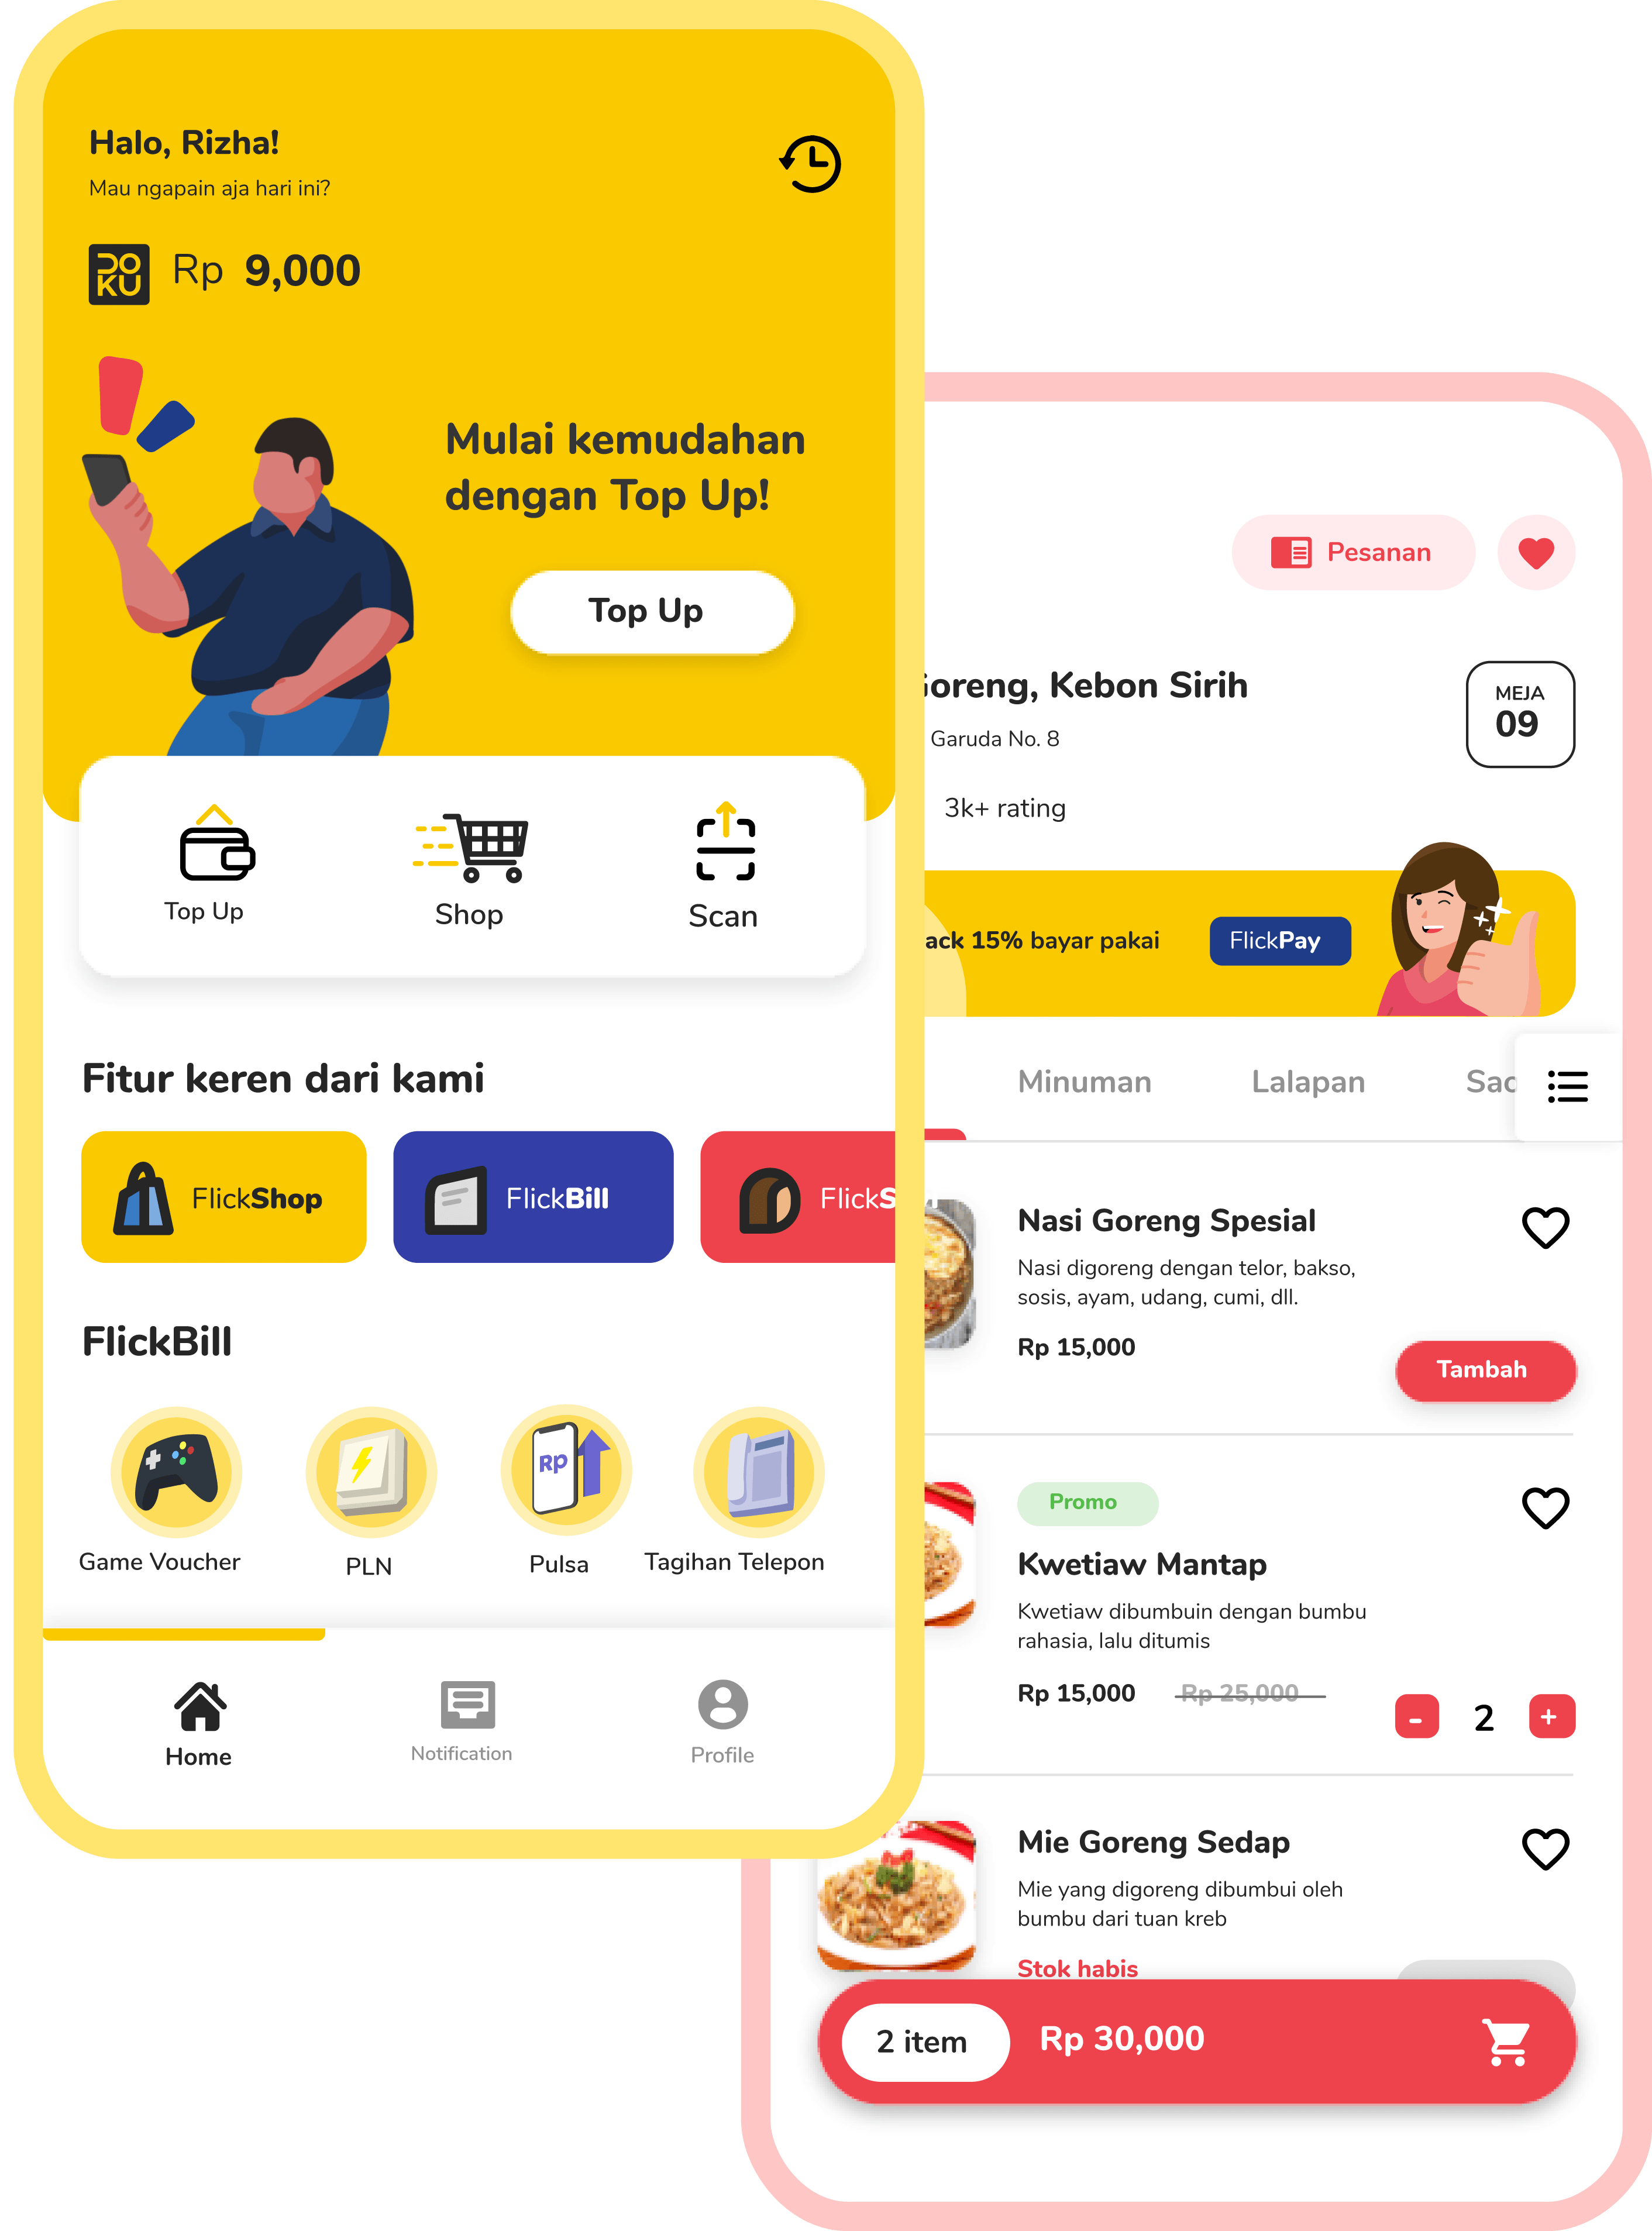 Halo, Rizha!
Mau ngapain aja hari ini?
DOKU
Rp 9,000
Mulai kemudahan
dengan Top Up!
Top Up
Top Up
Shop
Scan
Fitur keren dari kami
FlickShop
FlickBill
FlickS
FlickBill
Rp
Game Voucher
PLN
Pulsa
Tagihan Telepon
Home
Notification
Profile
Pesanan
Goreng, Kebon Sirih
Garuda No. 8
MEJA
09
3k+ rating
ack 15% bayar pakai
FlickPay
Minuman
Lalapan
Sac
Nasi Goreng Spesial
Nasi digoreng dengan telor, bakso,
sosis, ayam, udang, cumi, dll.
Rp 15,000
Tambah
Promo
Kwetiaw Mantap
Kwetiaw dibumbuin dengan bumbu
rahasia, lalu ditumis
Rp 15,000 Rp 25,000
- 2 +
Mie Goreng Sedap
Mie yang digoreng dibumbui oleh
bumbu dari tuan kreb
Stok habis
2 item
Rp 30,000